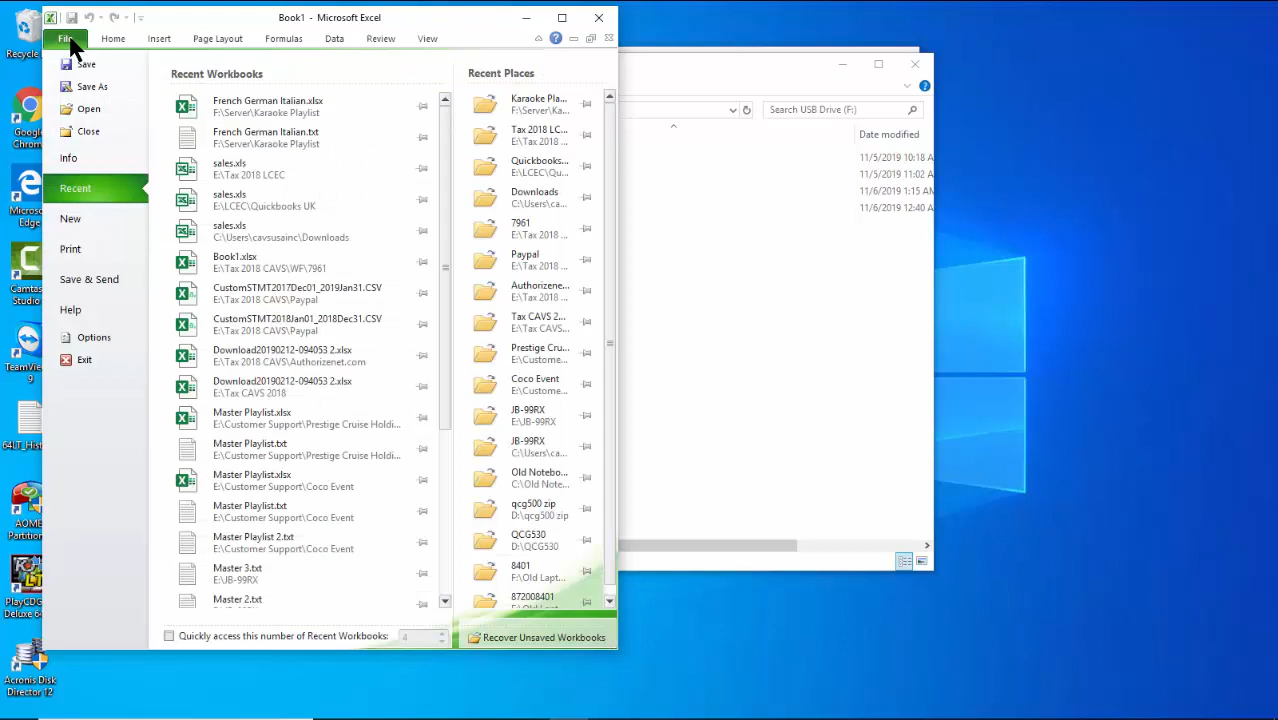 Book1 - Microsoft Excel
File
Home
Insert
Page Layout
Formulas
Data
Review
View
Save
Save As
Open
Close
Info
Recent
New
Print
Save & Send
Help
Options
Exit
Recent Workbooks
French German Italian.xlsx
F:\Server\Karaoke Playlist
French German Italian.txt
F:\Server\Karaoke Playlist
sales.xls
E:\Tax 2018 LCEC
sales.xls
E:\LCEC\Quickbooks UK
sales.xls
C:\Users\cavsusainc\Downloads
Book1.xlsx
E:\Tax 2018 CAVS\WF\7961
CustomSTMT2017Dec01_2019Jan31.CSV
E:\Tax 2018 CAVS\Paypal
CustomSTMT2018Jan01_2018Dec31.CSV
E:\Tax 2018 CAVS\Paypal
Download20190212-094053 2.xlsx
E:\Tax 2018 CAVS\Authorizenet.com
Download20190212-094053 2.xlsx
E:\Tax CAVS 2018
Master Playlist.xlsx
E:\Customer Support\Prestige Cruise Holdi...
Master Playlist.txt
E:\Customer Support\Prestige Cruise Holdi...
Master Playlist.xlsx
E:\Customer Support\Coco Event
Master Playlist.txt
E:\Customer Support\Coco Event
Master Playlist 2.txt
E:\Customer Support\Coco Event
Master 3.txt
E:\JB-99RX
Master 2.txt
Quickly access this number of Recent Workbooks:
4
Recent Places
Karaoke Pla...
F:\Server\Ka...
Tax 2018 LC...
E:\Tax 2018 ...
Quickbooks...
E:\LCEC\Qu...
Downloads
C:\Users\ca...
7961
E:\Tax 2018 ...
Paypal
E:\Tax 2018 ...
Authorizene...
E:\Tax 2018 ...
Tax CAVS 2...
E:\Tax CAVS...
Prestige Cru...
E:\Custome...
Coco Event
E:\Custome...
JB-99RX
E:\JB-99RX
JB-99RX
C:\Users\ca...
Old Notebo...
C:\Old Note...
qcg500 zip
D:\qcg500 zip
QCG530
D:\QCG530
8401
F:\Old Lapt...
872008401
Recover Unsaved Workbooks
Search USB Drive (F:)
Date modified
11/5/2019 10:18 A
11/5/2019 11:02 A
11/6/2019 1:15 AM
11/6/2019 12:40 A
Recycle
Google
Chrom
Microso
Edge
Camtas
Studio
TeamView
9
64LT_Hist
AOME
Partition
PlayCDG
Deluxe 64
Acronis Disk
Director 12